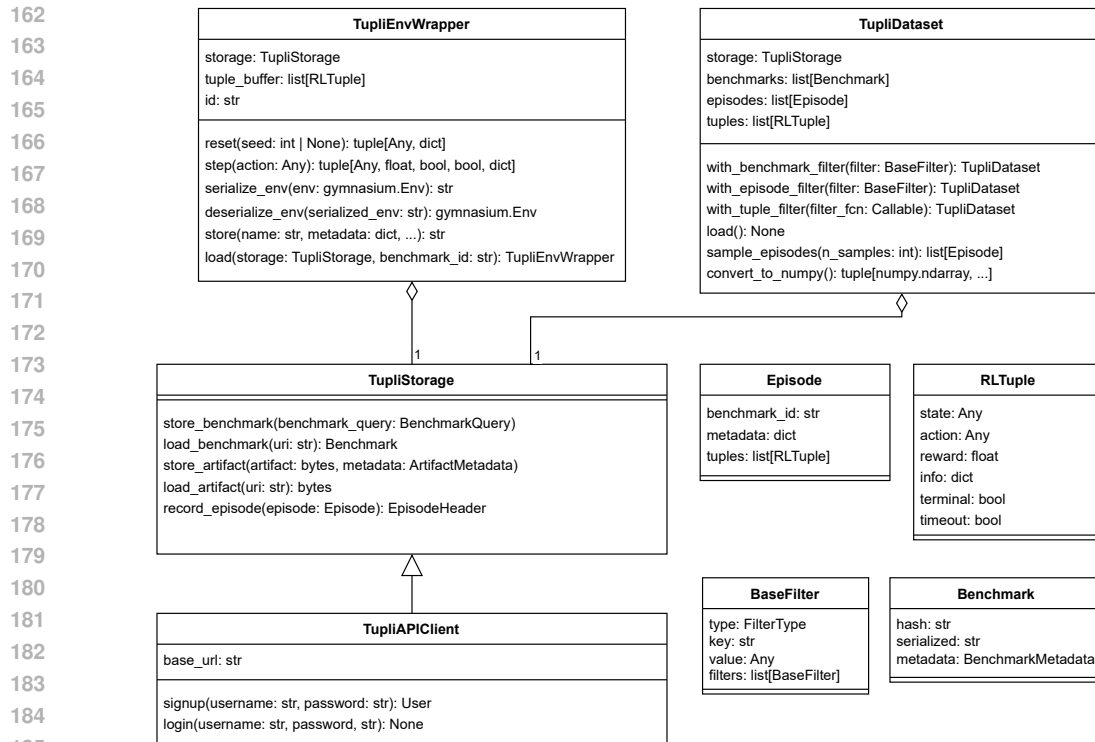 162
163
164
165
166
167
168
169
170
171
172
173
174
175
176
177
178
179
180
181
182
183
184
TupliEnvWrapper
storage: TupliStorage
tuple_buffer: list[RLTuple]
id: str
reset(seed: int | None): tuple[Any, dict]
step(action: Any): tuple[Any, float, bool, bool, dict]
serialize_env(env: gymnasium.Env): str
deserialize_env(serialized_env: str): gymnasium.Env
store(name: str, metadata: dict, ...): str
load(storage: TupliStorage, benchmark_id: str): TupliEnvWrapper
TupliDataset
storage: TupliStorage
benchmarks: list[Benchmark]
episodes: list[Episode]
tuples: list[RLTuple]
with_benchmark_filter(filter: BaseFilter): TupliDataset
with_episode_filter(filter: BaseFilter): TupliDataset
with_tuple_filter(filter_fcn: Callable): TupliDataset
load(): None
sample_episodes(n_samples: int): list[Episode]
convert_to_numpy(): tuple[numpy.ndarray, ...]
1
1
TupliStorage
store_benchmark(benchmark_query: BenchmarkQuery)
load_benchmark(uri: str): Benchmark
store_artifact(artifact: bytes, metadata: ArtifactMetadata)
load_artifact(uri: str): bytes
record_episode(episode: Episode): EpisodeHeader
Episode
benchmark_id: str
metadata: dict
tuples: list[RLTuple]
RLTuple
state: Any
action: Any
reward: float
info: dict
terminal: bool
timeout: bool
TupliAPIClient
base_url: str
signup(username: str, password: str): User
login(username: str, password, str): None
BaseFilter
type: FilterType
key: str
value: Any
filters: list[BaseFilter]
Benchmark
hash: str
serialized: str
metadata: BenchmarkMetadata